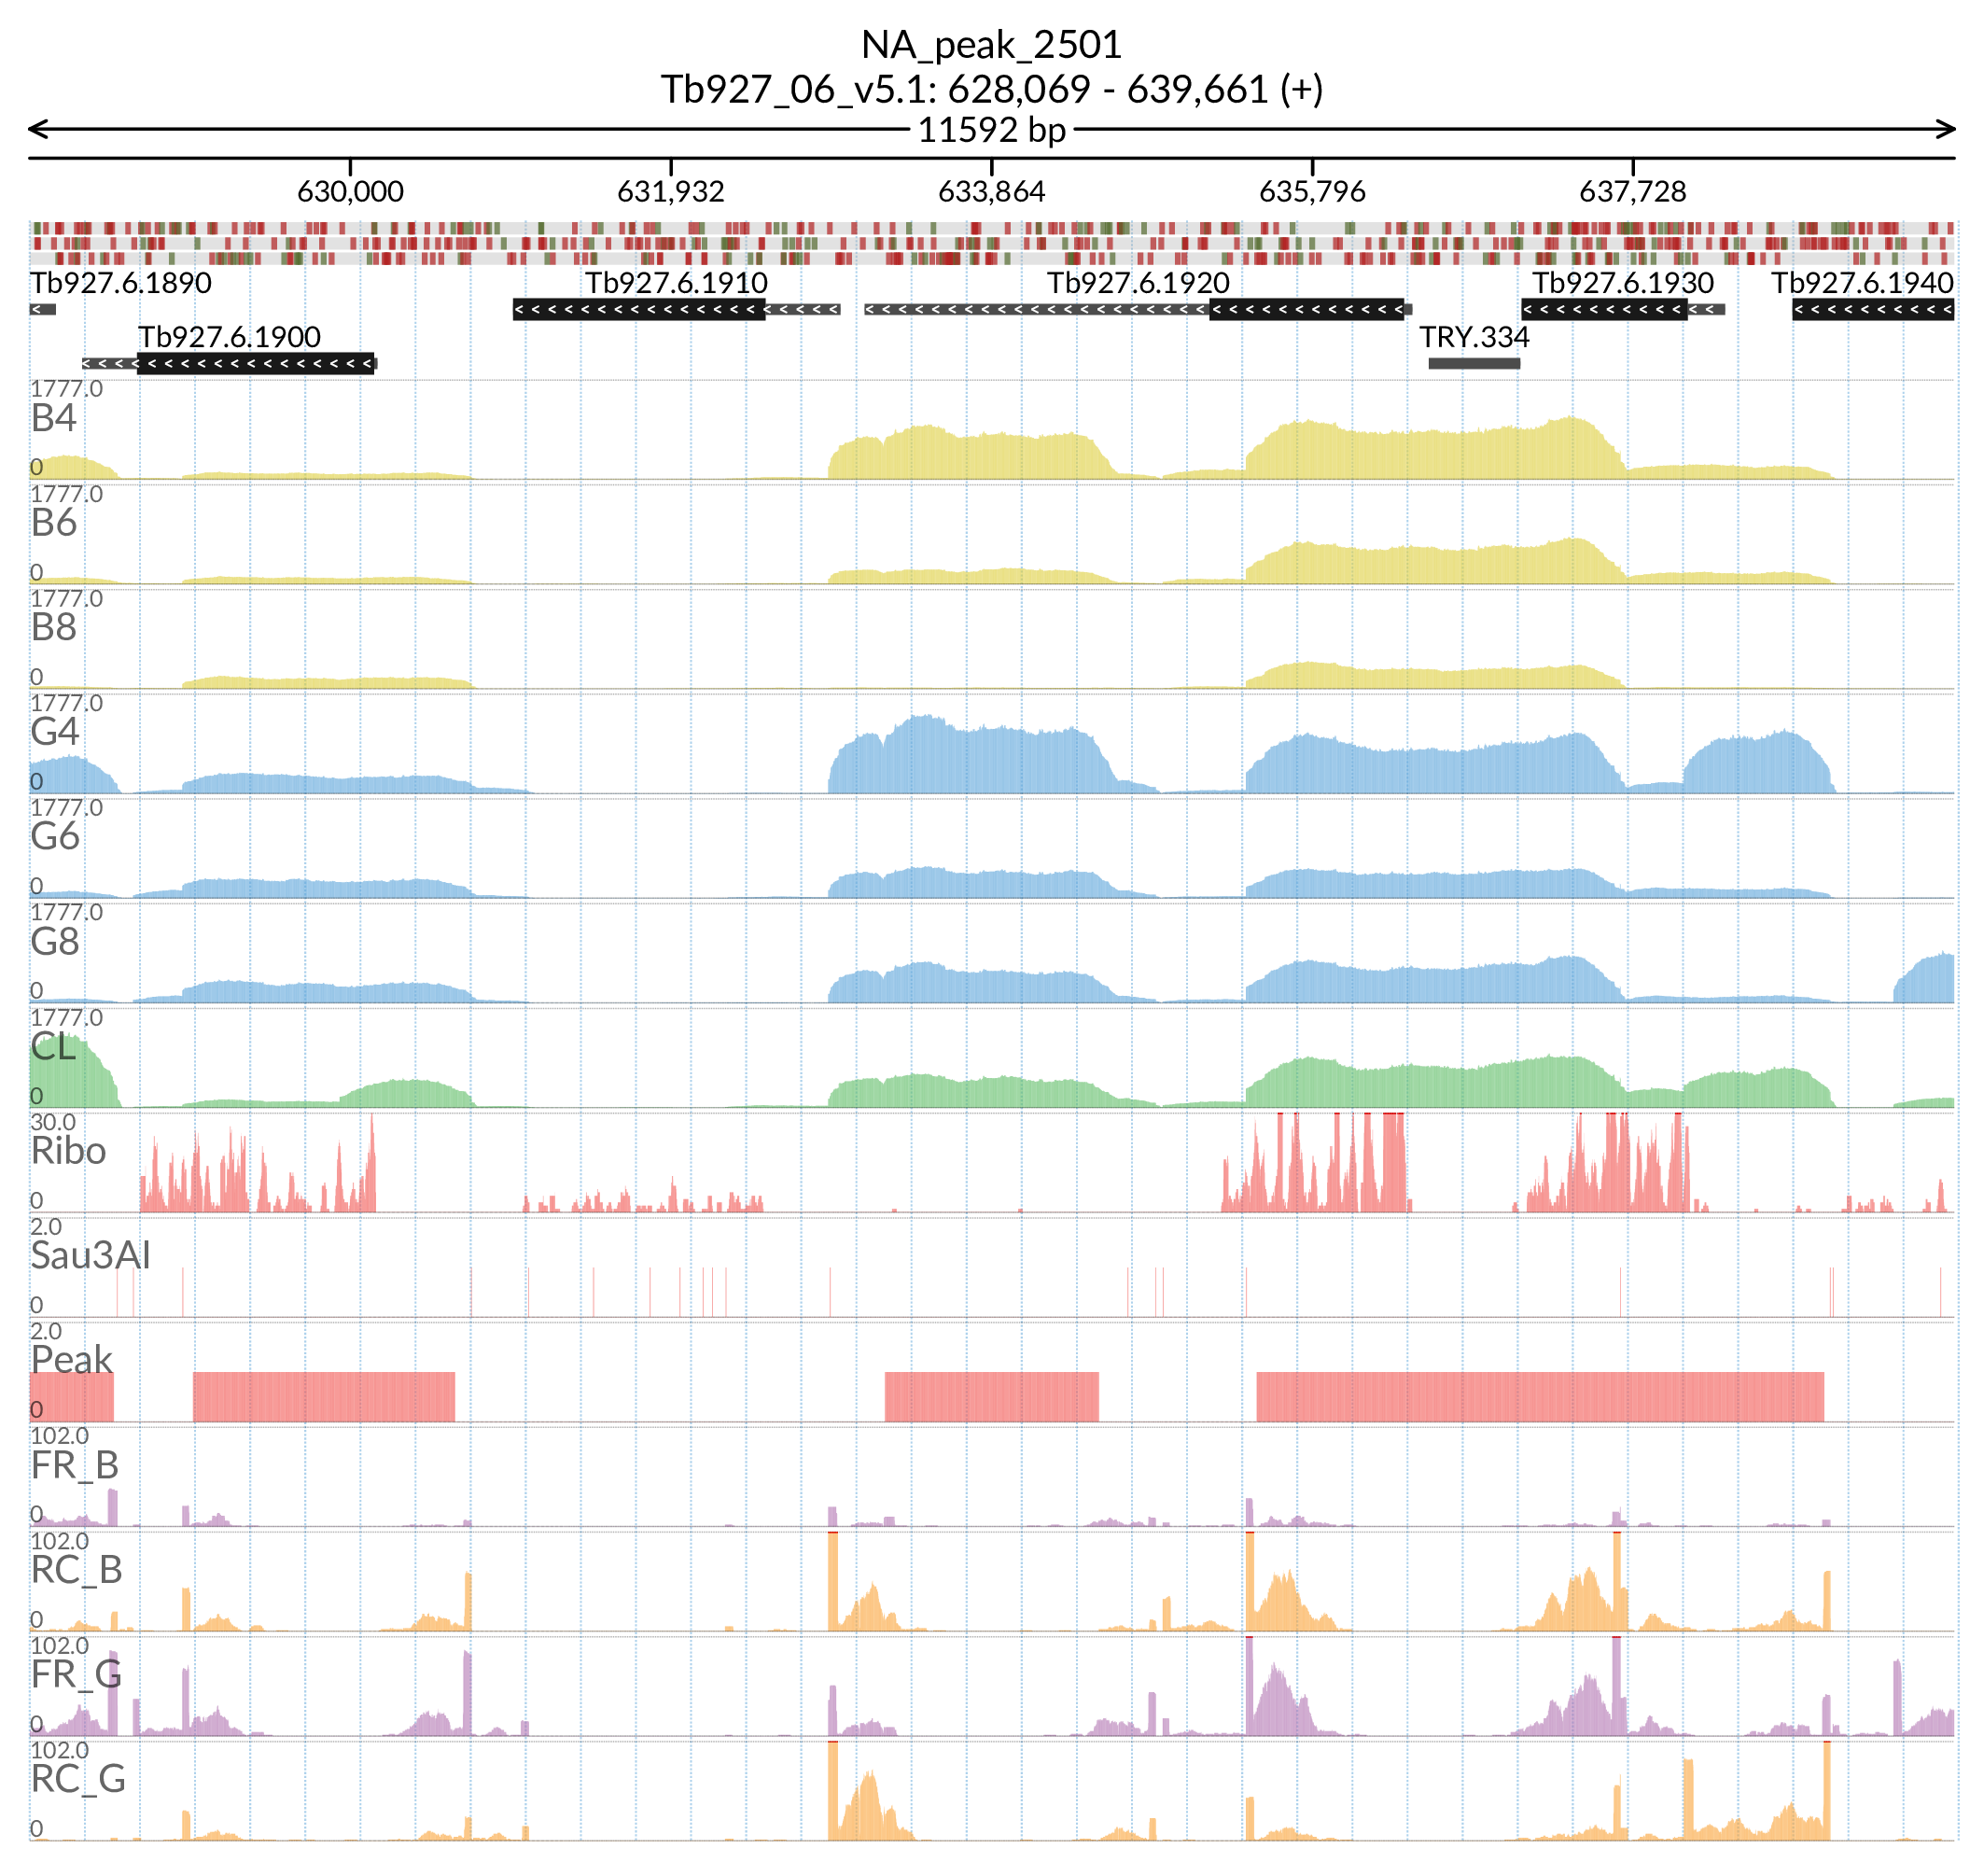 NA_peak_2501
Tb927_06_v5.1: 628,069 - 639,661 (+)
11592 bp
630,000 631,932 633,864 635,796 637,728
Tb927.6.1890 Tb927.6.1910 Tb927.6.1920 Tb927.6.1930 Tb927.6.1940
Tb927.6.1900 TRY.334
1777.0
B4
0
1777.0
B6
0
1777.0
B8
0
1777.0
G4
0
1777.0
G6
0
1777.0
G8
0
1777.0
CL
0
30.0
Ribo
0
2.0
Sau3AI
0
2.0
Peak
0
102.0
FR_B
0
102.0
RC_B
0
102.0
FR_G
0
102.0
RC_G
0